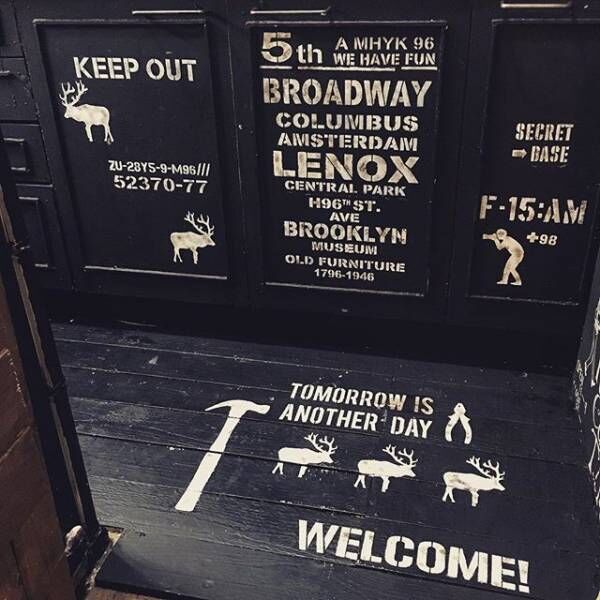 KEEP OUT
ZU-28YS-9-M96///
52370-77
5th A MHYK 96
WE HAVE FUN
BROADWAY
COLUMBUS
AMSTERDAM
LENOX
CENTRAL PARK
H96TH ST.
AVE
BROOKLYN
MUSEUM
OLD FURNITURE
1796-1946
SECRET
⇨BASE
F-15:AM
+98
TOMORROW IS
ANOTHER DAY
WELCOME!